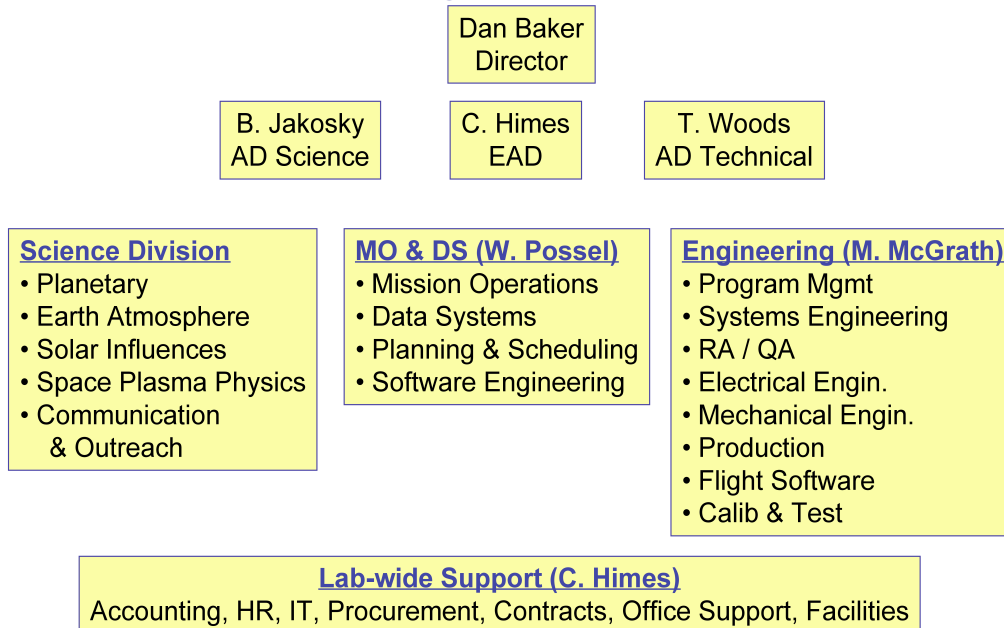 Dan Baker
Director
B. Jakosky
AD Science
C. Himes
EAD
T. Woods
AD Technical
Science Division
• Planetary
• Earth Atmosphere
• Solar Influences
• Space Plasma Physics
• Communication
& Outreach
MO & DS (W. Possel)
• Mission Operations
• Data Systems
• Planning & Scheduling
• Software Engineering
Engineering (M. McGrath)
• Program Mgmt
• Systems Engineering
• RA / QA
• Electrical Engin.
• Mechanical Engin.
• Production
• Flight Software
• Calib & Test
Lab-wide Support (C. Himes)
Accounting, HR, IT, Procurement, Contracts, Office Support, Facilities